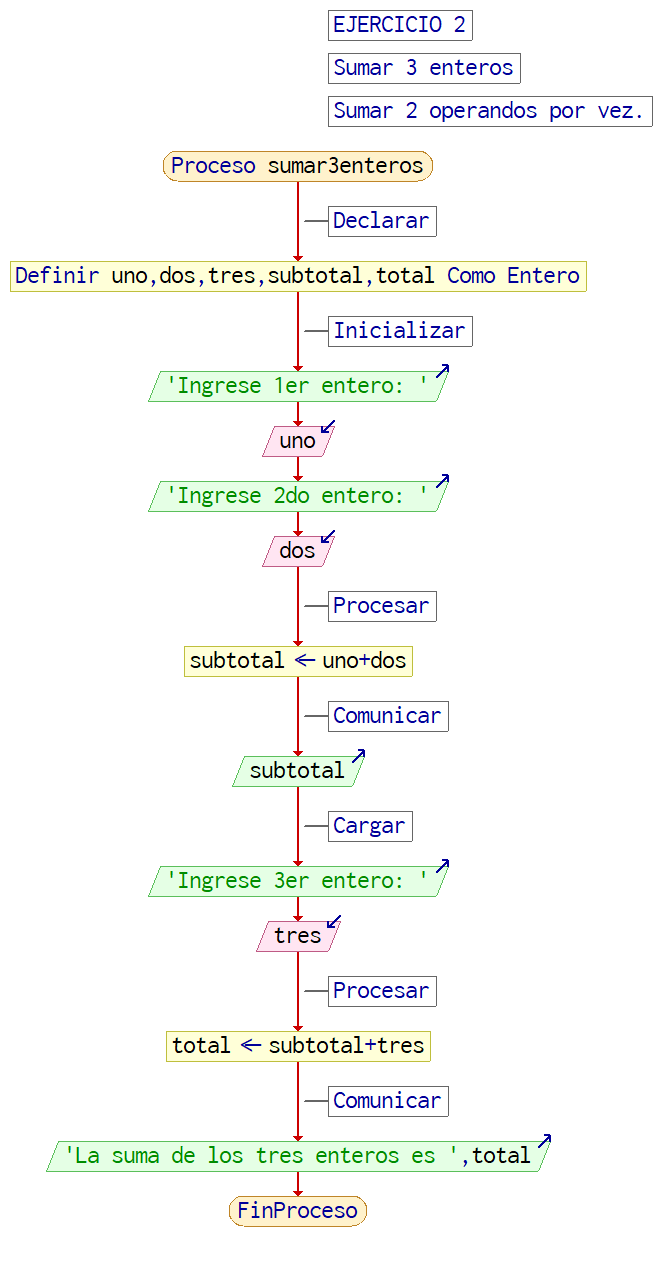 EJERCICIO 2
Sumar 3 enteros
Sumar 2 operandos por vez.
Proceso sumar3enteros
Declarar
Definir uno,dos,tres,subtotal,total Como Entero
Inicializar
'Ingrese 1er entero: '
uno
'Ingrese 2do entero: '
dos
Procesar
subtotal ← uno+dos
Comunicar
subtotal
Cargar
'Ingrese 3er entero: '
tres
Procesar
total ← subtotal+tres
Comunicar
'La suma de los tres enteros es ',total
FinProceso